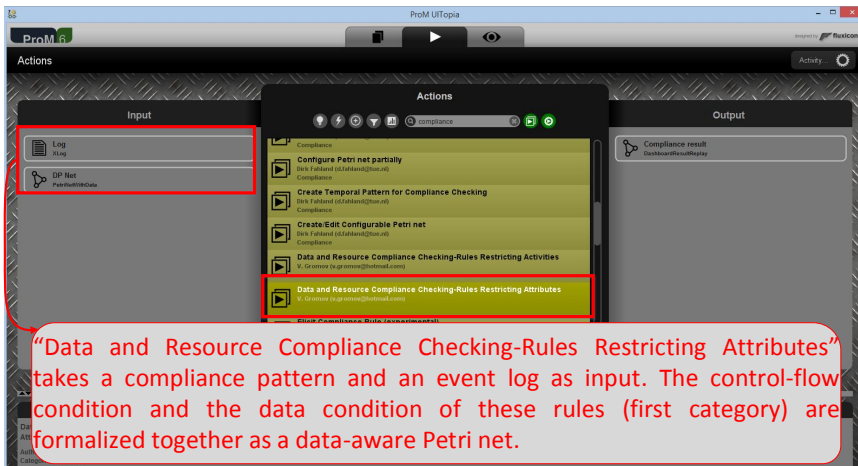 ProM UITopia
ProM 6
designed by fluxicon
Actions
Activity...
Input
Actions
Output
compliance
Log
XLog
DP Net
PetriNetWithData
Compliance result
DashboardResultReplay
Compliance
Configure Petri net partially
Dirk Fahland (d.fahland@tue.nl)
Compliance
Create Temporal Pattern for Compliance Checking
Dirk Fahland (d.fahland@tue.nl)
Compliance
Create/Edit Configurable Petri net
Dirk Fahland (d.fahland@tue.nl)
Compliance
Data and Resource Compliance Checking-Rules Restricting Activities
V. Gromov (v.gromov@hotmail.com)
Data and Resource Compliance Checking-Rules Restricting Attributes
V. Gromov (v.gromov@hotmail.com)
Elicit Compliance Rule (experimental)
“Data and Resource Compliance Checking-Rules Restricting Attributes”
takes a compliance pattern and an event log as input. The control-flow
condition and the data condition of these rules (first category) are
formalized together as a data-aware Petri net.